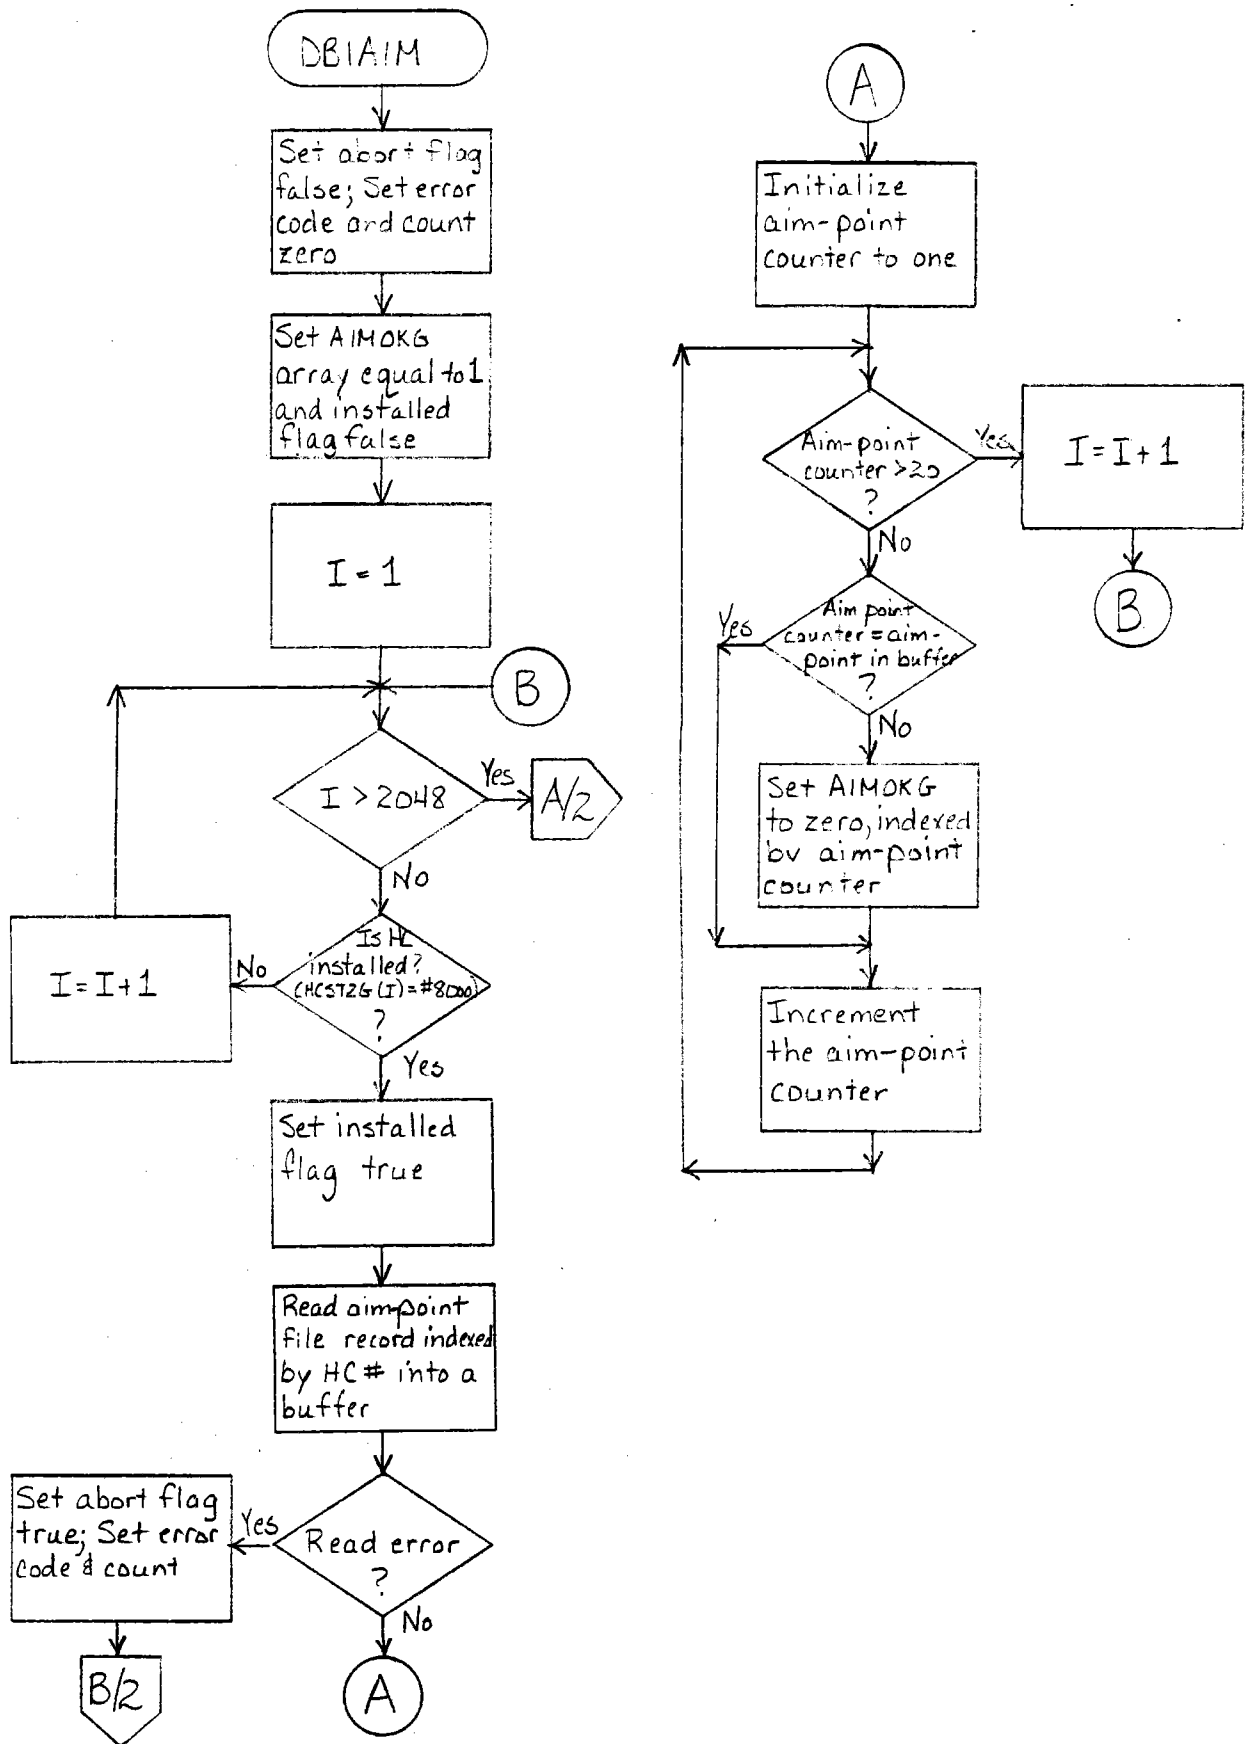 DBIAIM
Set abort flag
false; Set error
code and count
zero
Set AIMOKG
array equal to 1
and installed
flag false
I = 1
B
I > 2048
Yes
A/2
No
Is HC
installed?
(HCST2G(I) = #8000)
?
No
I = I + 1
Yes
Set installed
flag true
Read aim-point
file record indexed
by HC # into a
buffer
Read error
?
Yes
Set abort flag
true; Set error
code & count
B/2
No
A
A
Initialize
aim-point
counter to one
Aim-point
counter > 20
?
Yes
I = I + 1
B
No
Aim point
counter = aim-
point in buffer
?
Yes
No
Set AIMOKG
to zero, indexed
by aim-point
counter
Increment
the aim-point
counter